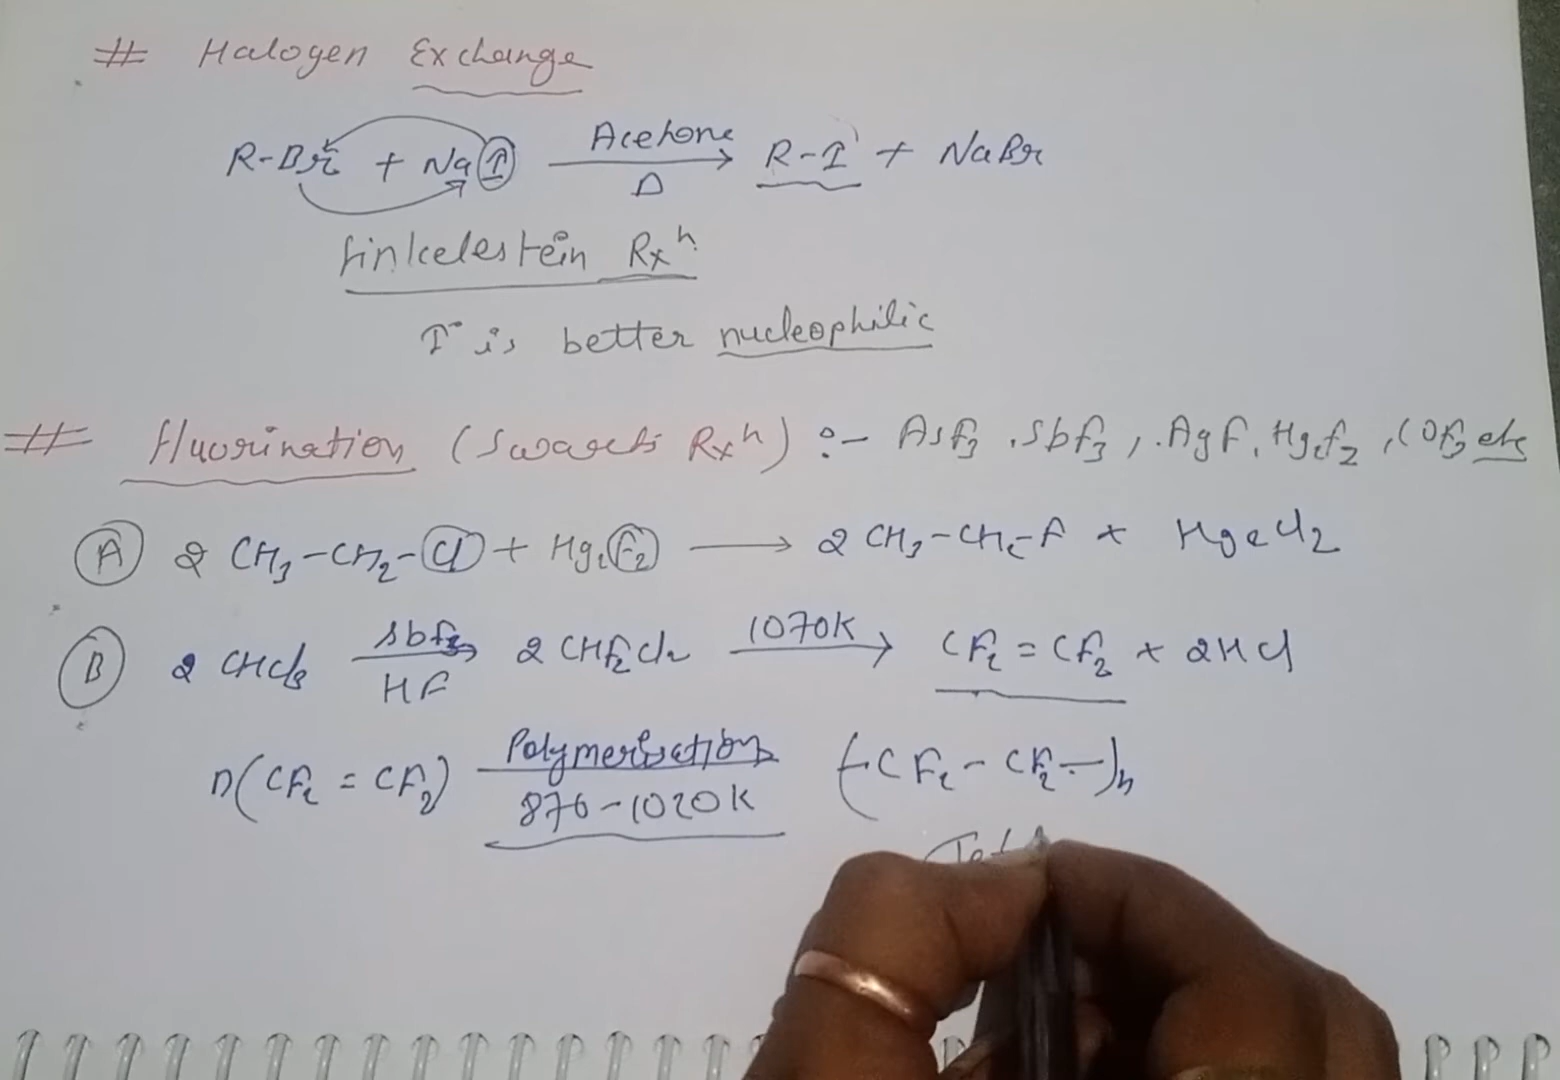 # Halogen Exchange
R-Br + NaI Acetone Δ → R-I + NaBr
Finkelestein Rxn
I⁻ is better nucleophilic
# Fluorination (Swarts Rxn) :- AsF3, SbF3, AgF, Hg2F2, COF3 etc
(A) 2 CH3-CH2-Cl + Hg2F2 → 2 CH3-CH2-F + Hg2Cl2
(B) 2 CHCl3 SbF3 HF → 2 CHF2Cl2 1070K → CF2 = CF2 + 2HCl
n(CF2 = CF2) Polymerisation 870-1020K (-CF2 - CF2-)n
Tet